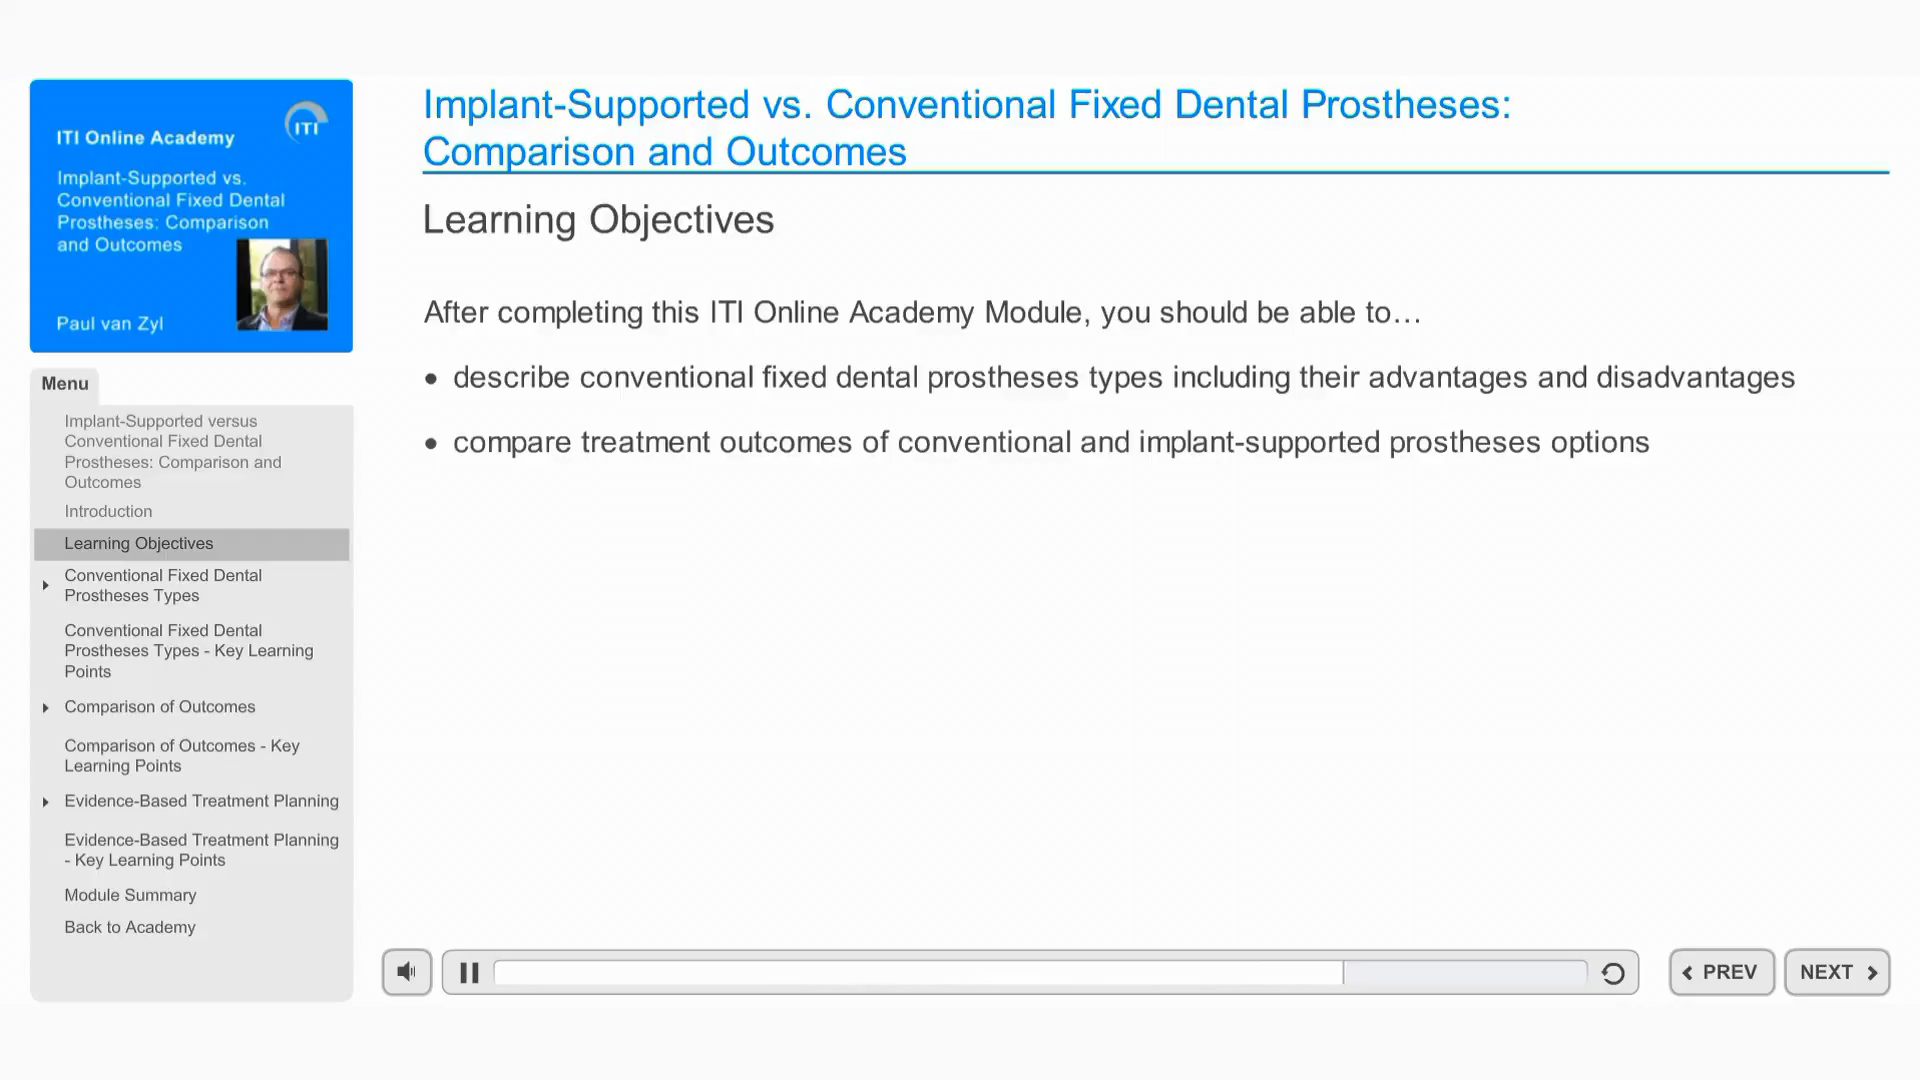 ITI Online Academy
ITI
Implant-Supported vs.
Conventional Fixed Dental
Prostheses: Comparison
and Outcomes
Paul van Zyl
Menu
Implant-Supported versus
Conventional Fixed Dental
Prostheses: Comparison and
Outcomes
Introduction
Learning Objectives
Conventional Fixed Dental
Prostheses Types
Conventional Fixed Dental
Prostheses Types - Key Learning
Points
Comparison of Outcomes
Comparison of Outcomes - Key
Learning Points
Evidence-Based Treatment Planning
Evidence-Based Treatment Planning
- Key Learning Points
Module Summary
Back to Academy
Implant-Supported vs. Conventional Fixed Dental Prostheses:
Comparison and Outcomes
Learning Objectives
After completing this ITI Online Academy Module, you should be able to…
• describe conventional fixed dental prostheses types including their advantages and disadvantages
• compare treatment outcomes of conventional and implant-supported prostheses options
PREV
NEXT